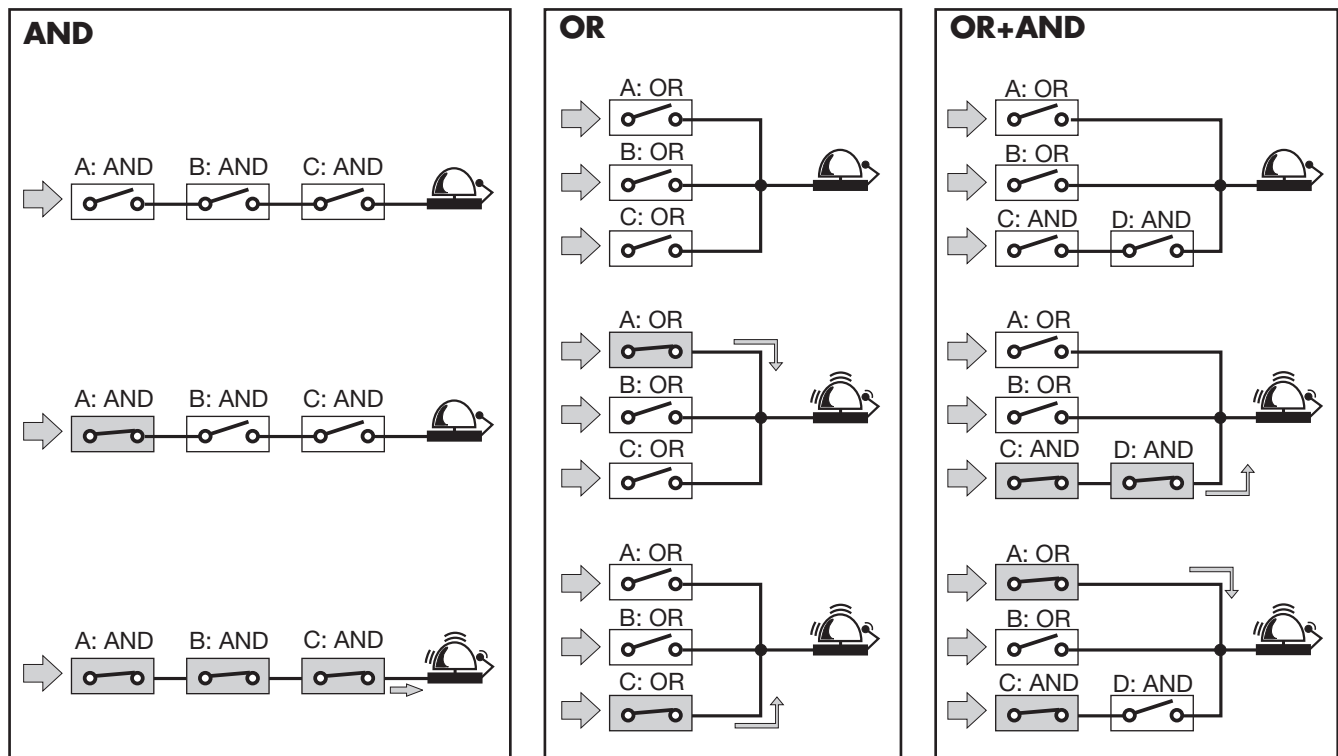 AND
A: AND B: AND C: AND
A: AND B: AND C: AND
A: AND B: AND C: AND
OR
A: OR
B: OR
C: OR
A: OR
B: OR
C: OR
A: OR
B: OR
C: OR
OR+AND
A: OR
B: OR
C: AND D: AND
A: OR
B: OR
C: AND D: AND
A: OR
B: OR
C: AND D: AND